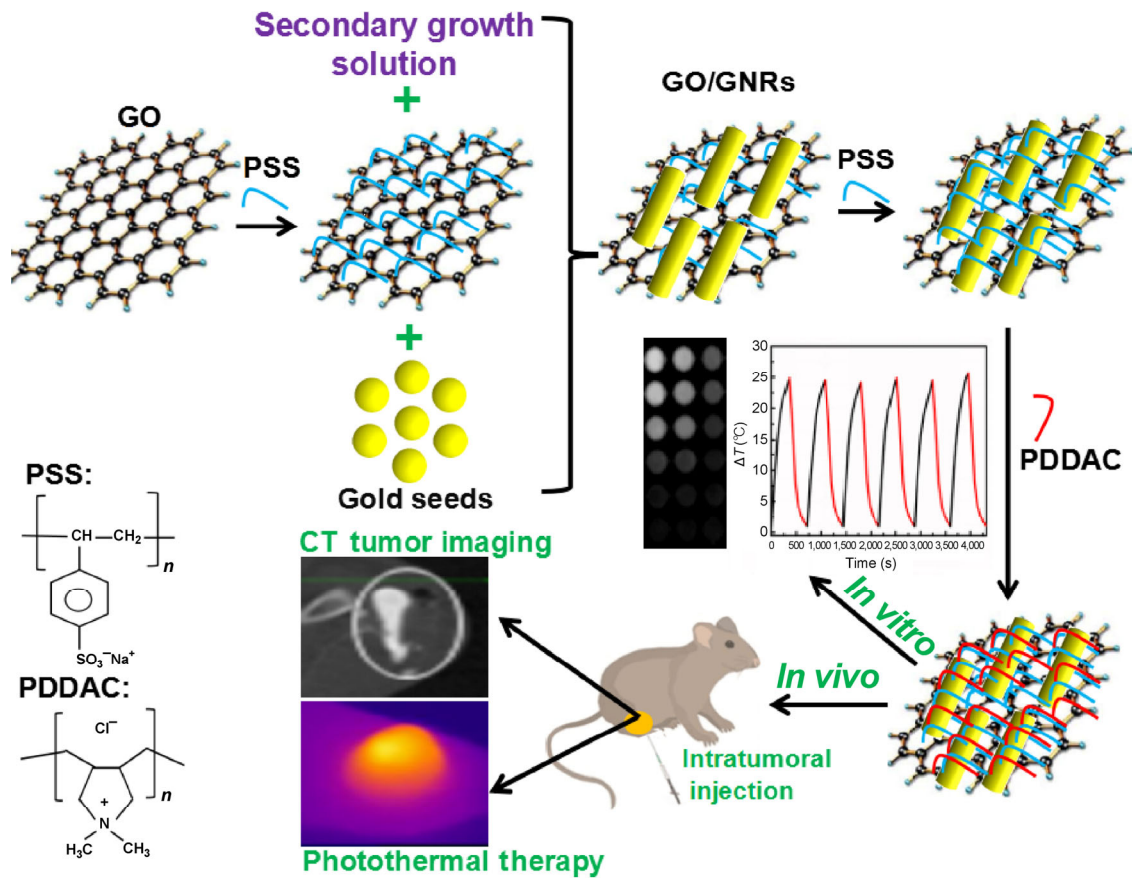 Secondary growth
solution
+
GO
PSS
+
Gold seeds
GO/GNRs
PSS
PDDAC
30
25
20
15
10
5
0
ΔT (°C)
0 500 1,000 1,500 2,000 2,500 3,000 3,500 4,000
Time (s)
In vitro
In vivo
Intratumoral
injection
CT tumor imaging
Photothermal therapy
PSS:
CH CH₂
n
SO₃⁻Na⁺
PDDAC:
Cl⁻
n
+
N
H₃C CH₃